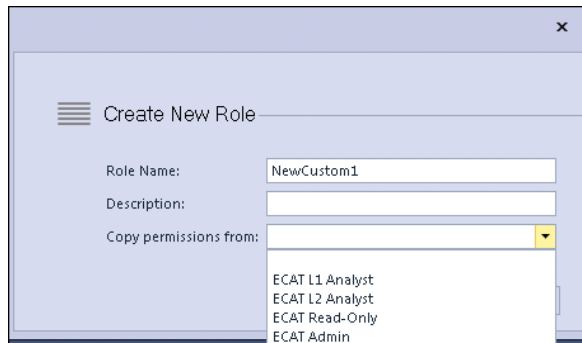 Create New Role
Role Name: NewCustom1
Description:
Copy permissions from:
ECAT L1 Analyst
ECAT L2 Analyst
ECAT Read-Only
ECAT Admin